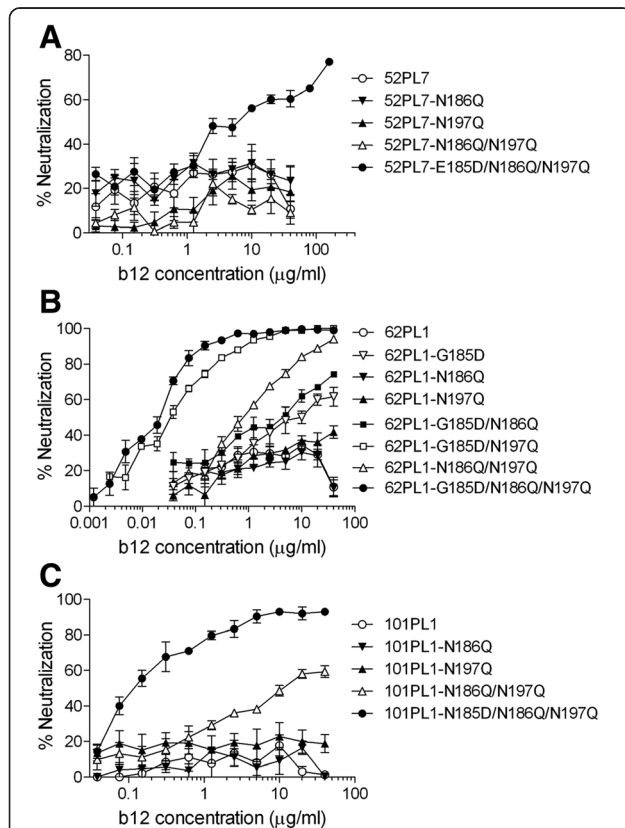 A
80
60
40
20
0
% Neutralization
0.1
1
10
100
b12 concentration (μg/ml)
52PL7
52PL7-N186Q
52PL7-N197Q
52PL7-N186Q/N197Q
52PL7-E185D/N186Q/N197Q
B
100
80
60
40
20
0
% Neutralization
0.001
0.01
0.1
1
10
100
b12 concentration (μg/ml)
62PL1
62PL1-G185D
62PL1-N186Q
62PL1-N197Q
62PL1-G185D/N186Q
62PL1-G185D/N197Q
62PL1-N186Q/N197Q
62PL1-G185D/N186Q/N197Q
C
100
80
60
40
20
0
% Neutralization
0.1
1
10
100
b12 concentration (μg/ml)
101PL1
101PL1-N186Q
101PL1-N197Q
101PL1-N186Q/N197Q
101PL1-N185D/N186Q/N197Q